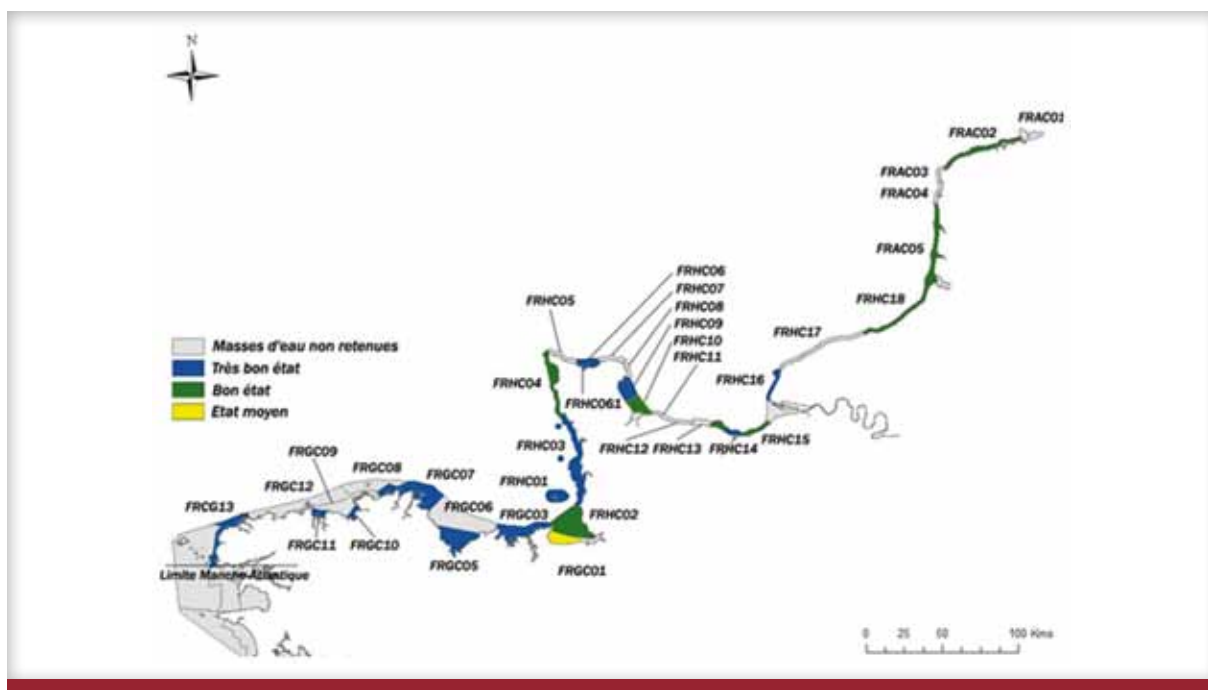 N
FRAC01
FRAC02
FRAC03
FRAC04
FRAC05
FRHC06
FRHC07
FRHC08
FRHC09
FRHC10
FRHC11
FRHC05
FRHC18
FRHC17
Masses d'eau non retenues
Très bon état
Bon état
Etat moyen
FRHC04
FRHC061
FRHC16
FRHC03
FRHC12
FRHC13
FRHC14
FRHC15
FRGC09
FRGC08
FRGC07
FRHC01
FRGC12
FRCG13
FRGC06
FRGC03
FRHC02
FRGC11
FRGC10
FRGC05
FRGC01
Limite Manche-Atlantique
0 25 50 100 Kms